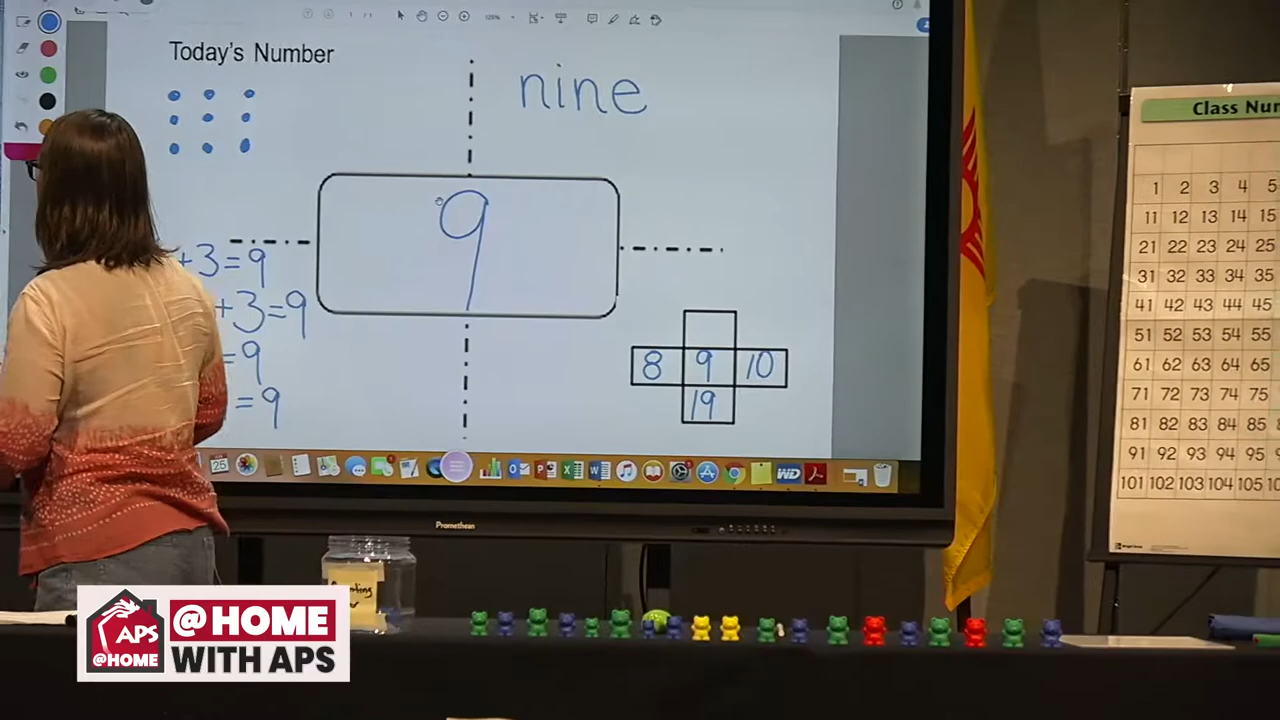 Today's Number
nine
9
+3=9
+3=9
=9
=9
8 9 10
19
25
WD
Promethean
Class Nu
1 2 3 4 5
11 12 13 14 15
21 22 23 24 25
31 32 33 34 35
41 42 43 44 45
51 52 53 54 55
61 62 63 64 65
71 72 73 74 75
81 82 83 84 85
91 92 93 94 95
101 102 103 104 105 10
APS
@HOME
@HOME
WITH APS